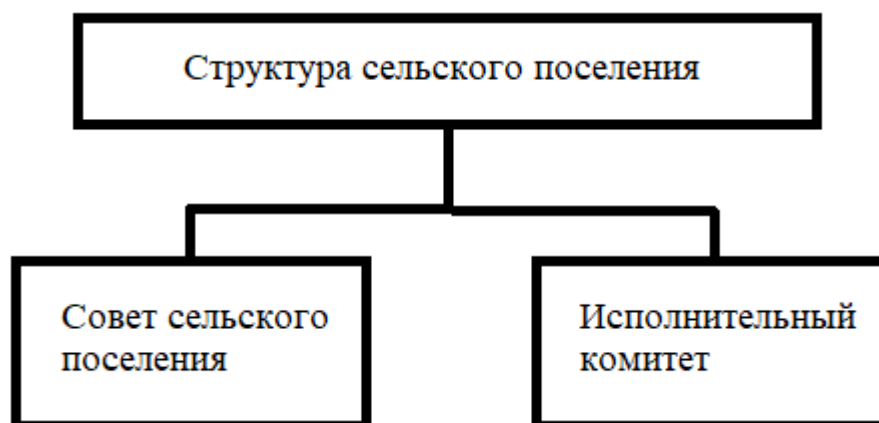 Структура сельского поселения
Совет сельского
поселения
Исполнительный
комитет